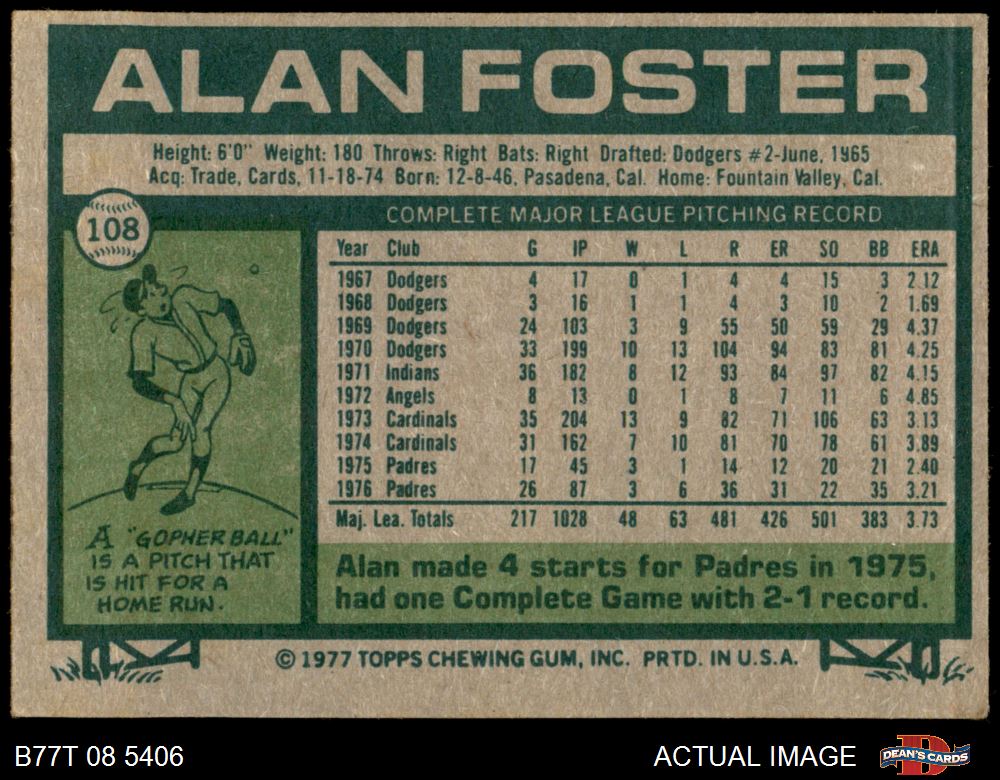 ALAN FOSTER
Height: 6'0" Weight: 180 Throws: Right Bats: Right Drafted: Dodgers #2-June, 1965
Acq: Trade, Cards, 11-18-74 Born: 12-8-46, Pasadena, Cal. Home: Fountain Valley, Cal.
108
COMPLETE MAJOR LEAGUE PITCHING RECORD
Year Club G IP W L R ER SO BB ERA
1967 Dodgers 4 17 0 1 4 4 15 3 2.12
1968 Dodgers 3 16 1 1 4 3 10 2 1.69
1969 Dodgers 24 103 3 9 55 50 59 29 4.37
1970 Dodgers 33 199 10 13 104 94 83 81 4.25
1971 Indians 36 182 8 12 93 84 97 82 4.15
1972 Angels 8 13 0 1 8 7 11 6 4.85
1973 Cardinals 35 204 13 9 82 71 106 63 3.13
1974 Cardinals 31 162 7 10 81 70 78 61 3.89
1975 Padres 17 45 3 1 14 12 20 21 2.40
1976 Padres 26 87 3 6 36 31 22 35 3.21
Maj. Lea. Totals 217 1028 48 63 481 426 501 383 3.73
A "GOPHER BALL"
IS A PITCH THAT
IS HIT FOR A
HOME RUN.
Alan made 4 starts for Padres in 1975,
had one Complete Game with 2-1 record.
© 1977 TOPPS CHEWING GUM, INC. PRTD. IN U.S.A.
B77T 08 5406
ACTUAL IMAGE
DEAN'S CARDS